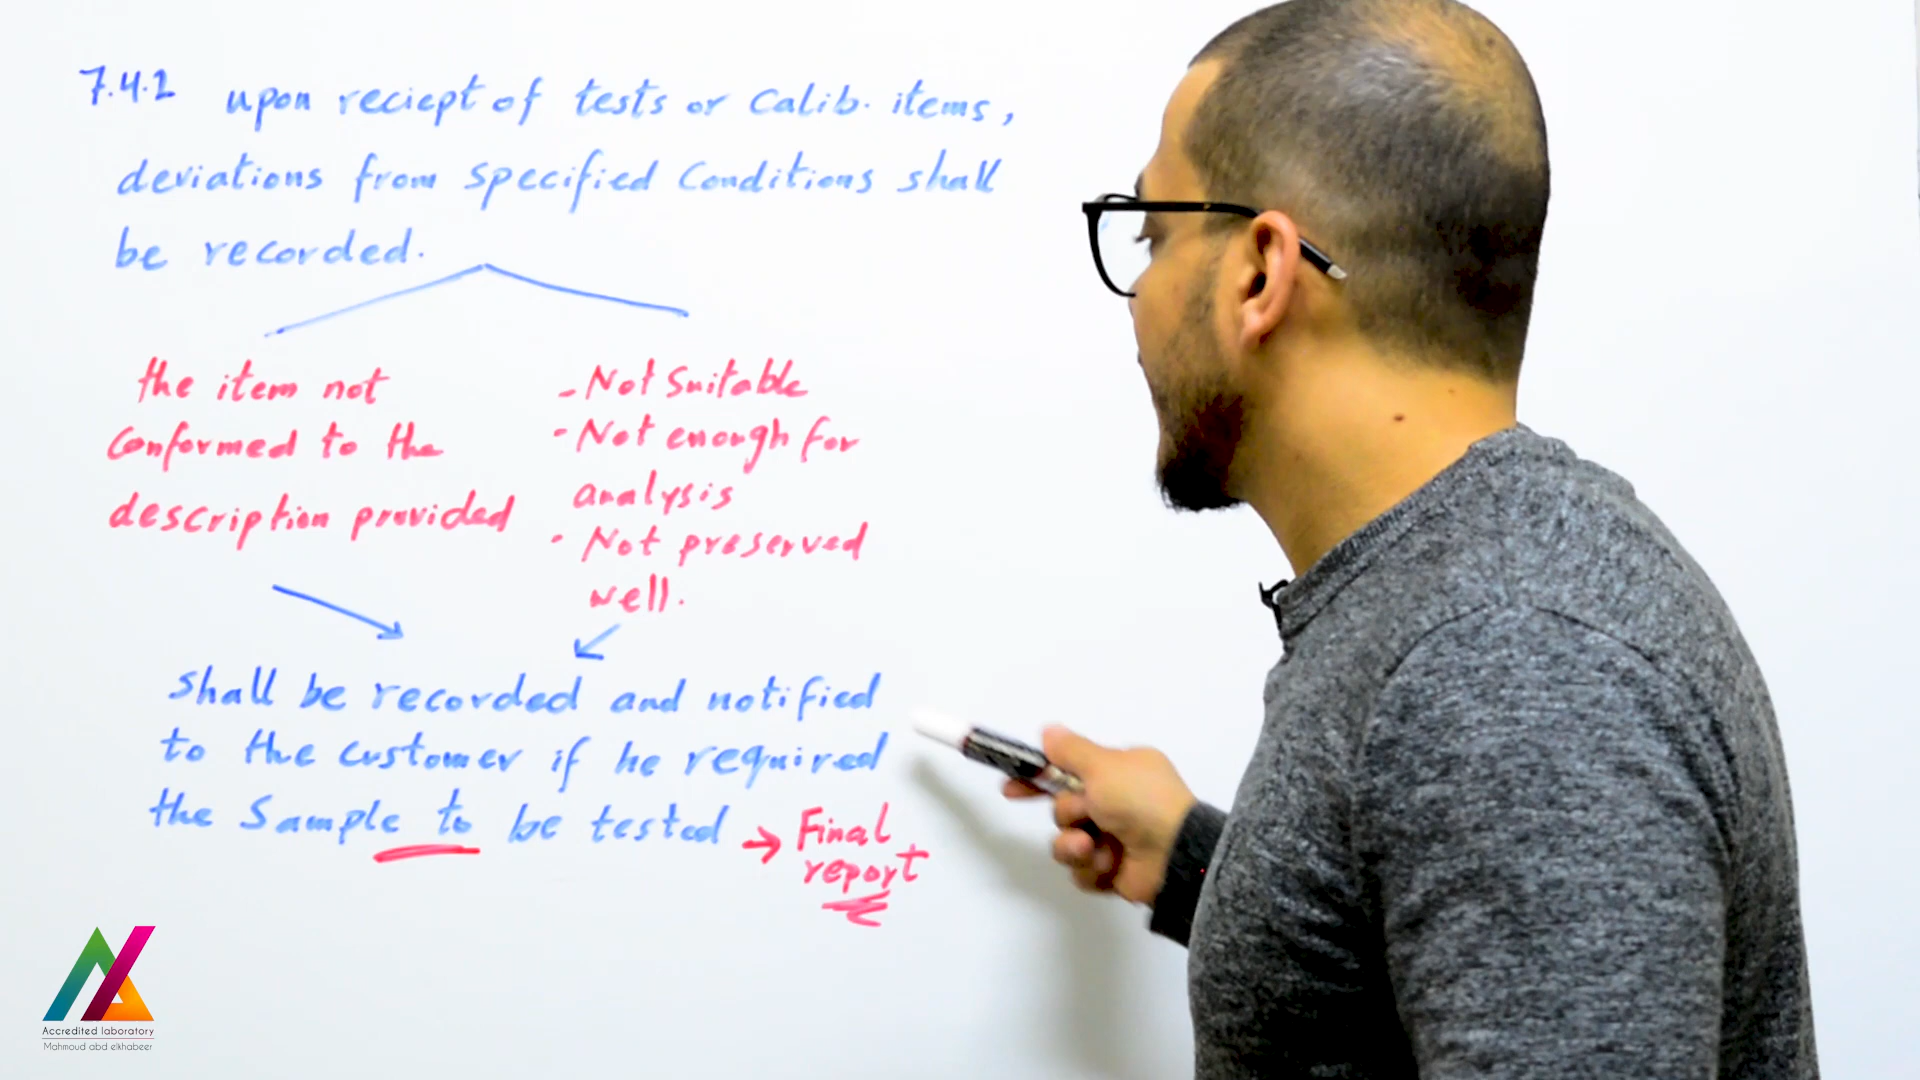 7.4.2 upon reciept of tests or Calib. items,
deviations from specified Conditions shall
be recorded.
the item not
Conformed to the
description provided
- Not Suitable
- Not enough for
analysis
- Not preserved
well.
shall be recorded and notified
to the customer if he required
the Sample to be tested → Final
report
Accredited laboratory
Mahmoud abd elkhabeer